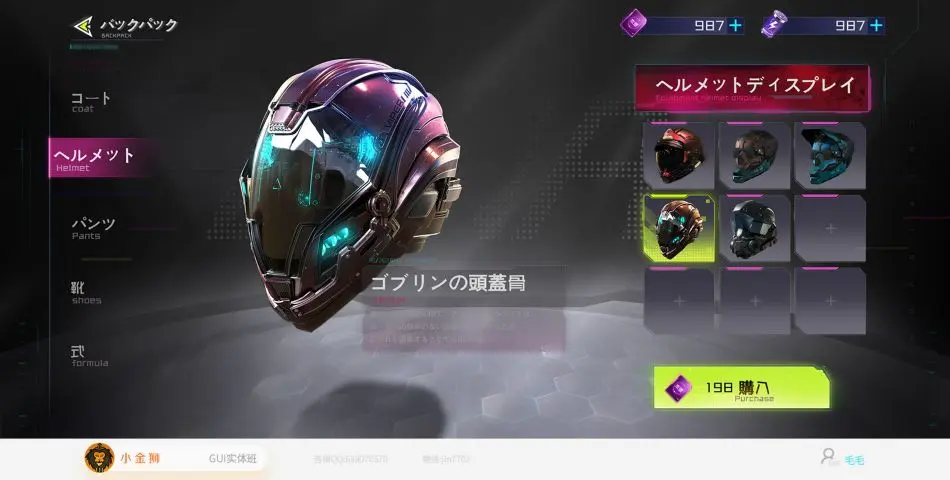 バックパック
BACKPACK
987
987
コート
coat
ヘルメット
Helmet
パンツ
Pants
靴
shoes
式
formula
ヘルメットディスプレイ
ゴブリンの頭蓋骨
198 購入
Purchase
小金狮
GUI实体班
毛毛